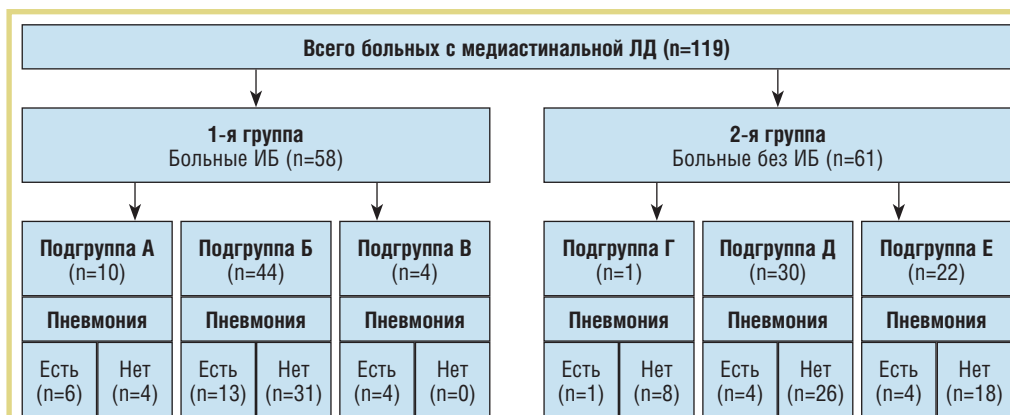 Всего больных с медиастинальной ЛД (n=119)
1-я группа
Больные ИБ (n=58)
2-я группа
Больные без ИБ (n=61)
Подгруппа А
(n=10)
Подгруппа Б
(n=44)
Подгруппа В
(n=4)
Подгруппа Г
(n=1)
Подгруппа Д
(n=30)
Подгруппа Е
(n=22)
Пневмония
Пневмония
Пневмония
Пневмония
Пневмония
Пневмония
Есть
(n=6)
Нет
(n=4)
Есть
(n=13)
Нет
(n=31)
Есть
(n=4)
Нет
(n=0)
Есть
(n=1)
Нет
(n=8)
Есть
(n=4)
Нет
(n=26)
Есть
(n=4)
Нет
(n=18)